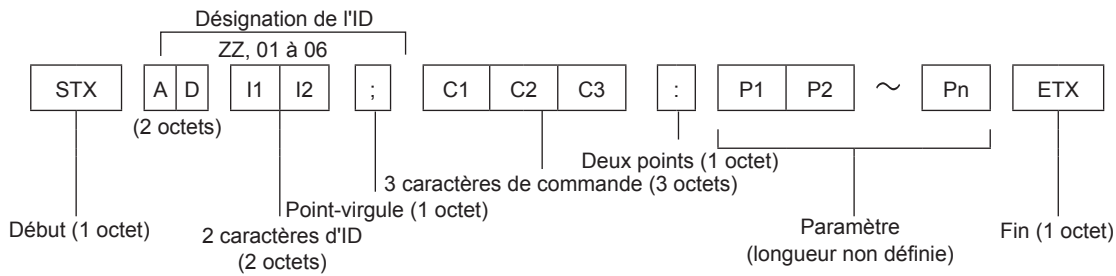 Désignation de l'ID
ZZ, 01 à 06
STX A D I1 I2 ; C1 C2 C3 : P1 P2 ～ Pn ETX
(2 octets)
Deux points (1 octet)
3 caractères de commande (3 octets)
Point-virgule (1 octet)
Début (1 octet)
2 caractères d'ID
(2 octets)
Paramètre
(longueur non définie)
Fin (1 octet)